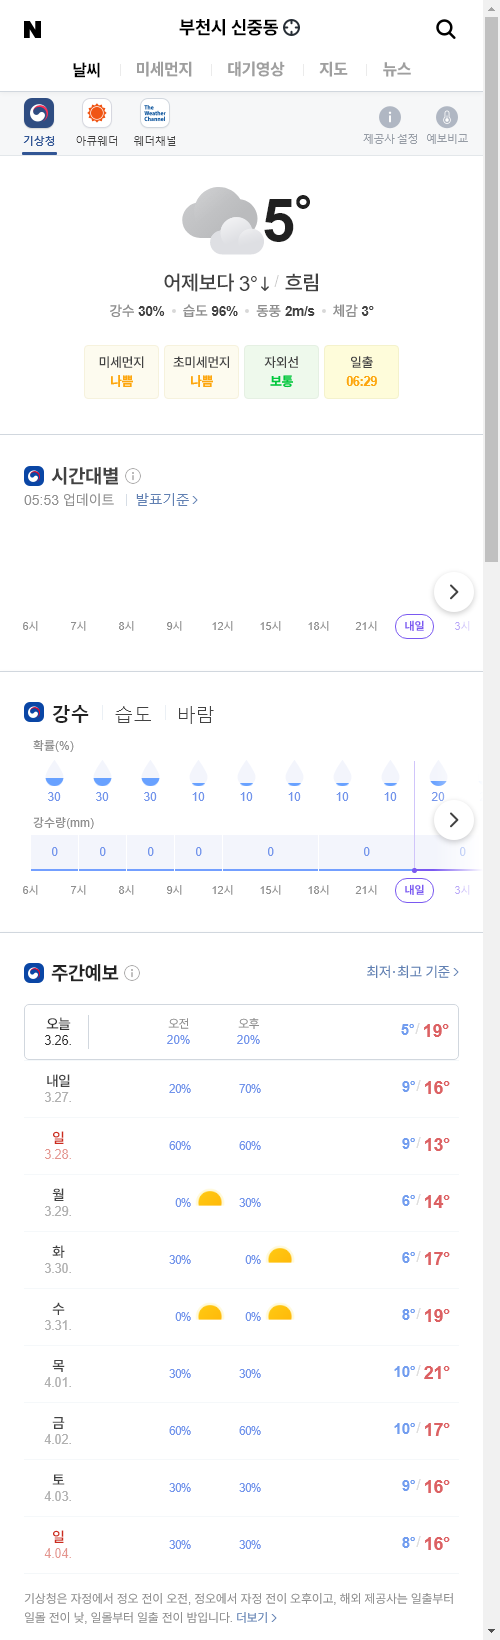 N
부천시 신중동
날씨 미세먼지 대기영상 지도 뉴스
기상청 아큐웨더 The Weather Channel 웨더채널 제공사 설정 예보비교
5°
어제보다 3°↓ / 흐림
강수 30% • 습도 96% • 동풍 2m/s • 체감 3°
미세먼지 초미세먼지 자외선 일출
나쁨 나쁨 보통 06:29
시간대별
05:53 업데이트 발표기준 >
6시 7시 8시 9시 12시 15시 18시 21시 내일 3시
강수 습도 바람
확률(%)
30 30 30 10 10 10 10 10 20
강수량(mm)
0 0 0 0 0 0 0
6시 7시 8시 9시 12시 15시 18시 21시 내일 3시
주간예보 최저·최고 기준 >
오늘 오전 오후
3.26. 20% 20% 5°/ 19°
내일
3.27. 20% 70% 9°/ 16°
일
3.28. 60% 60% 9°/ 13°
월
3.29. 0% 30% 6°/ 14°
화
3.30. 30% 0% 6°/ 17°
수
3.31. 0% 0% 8°/ 19°
목
4.01. 30% 30% 10°/ 21°
금
4.02. 60% 60% 10°/ 17°
토
4.03. 30% 30% 9°/ 16°
일
4.04. 30% 30% 8°/ 16°
기상청은 자정에서 정오 전이 오전, 정오에서 자정 전이 오후이고, 해외 제공사는 일출부터
일몰 전이 낮, 일몰부터 일출 전이 밤입니다. 더보기 >